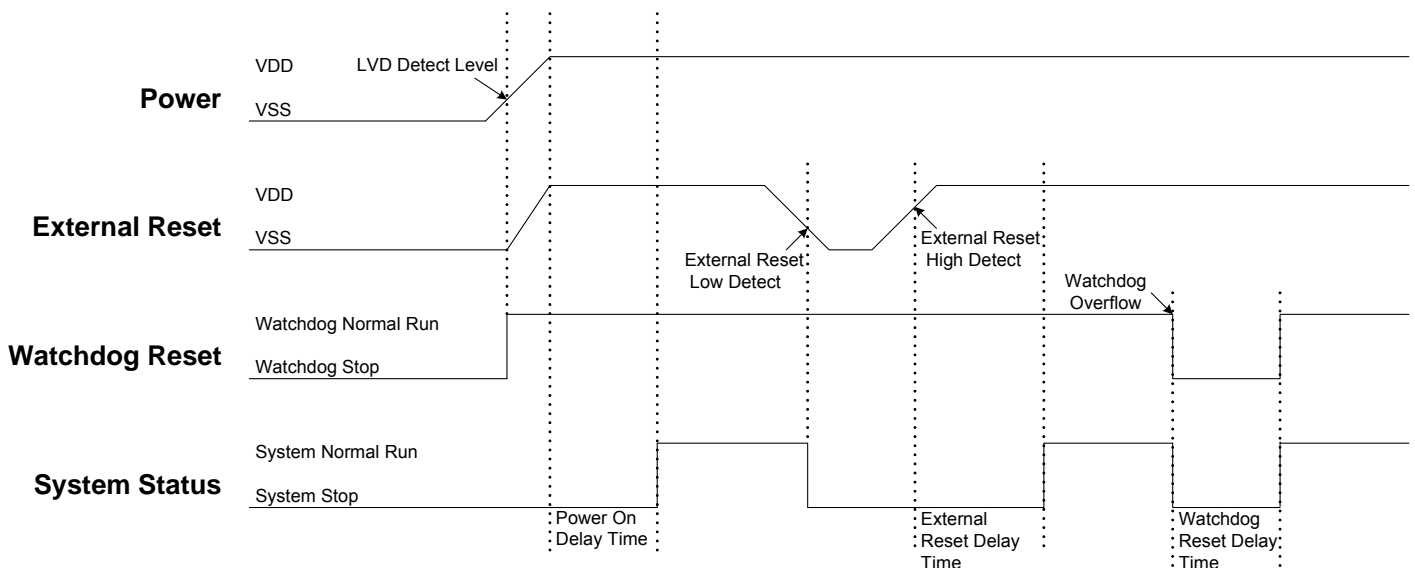 VDD
LVD Detect Level
Power
VSS
VDD
External Reset
VSS
External Reset
Low Detect
External Reset
High Detect
Watchdog
Overflow
Watchdog Normal Run
Watchdog Reset
Watchdog Stop
System Normal Run
System Status
System Stop
Power On
Delay Time
External
Reset Delay
Time
Watchdog
Reset Delay
Time